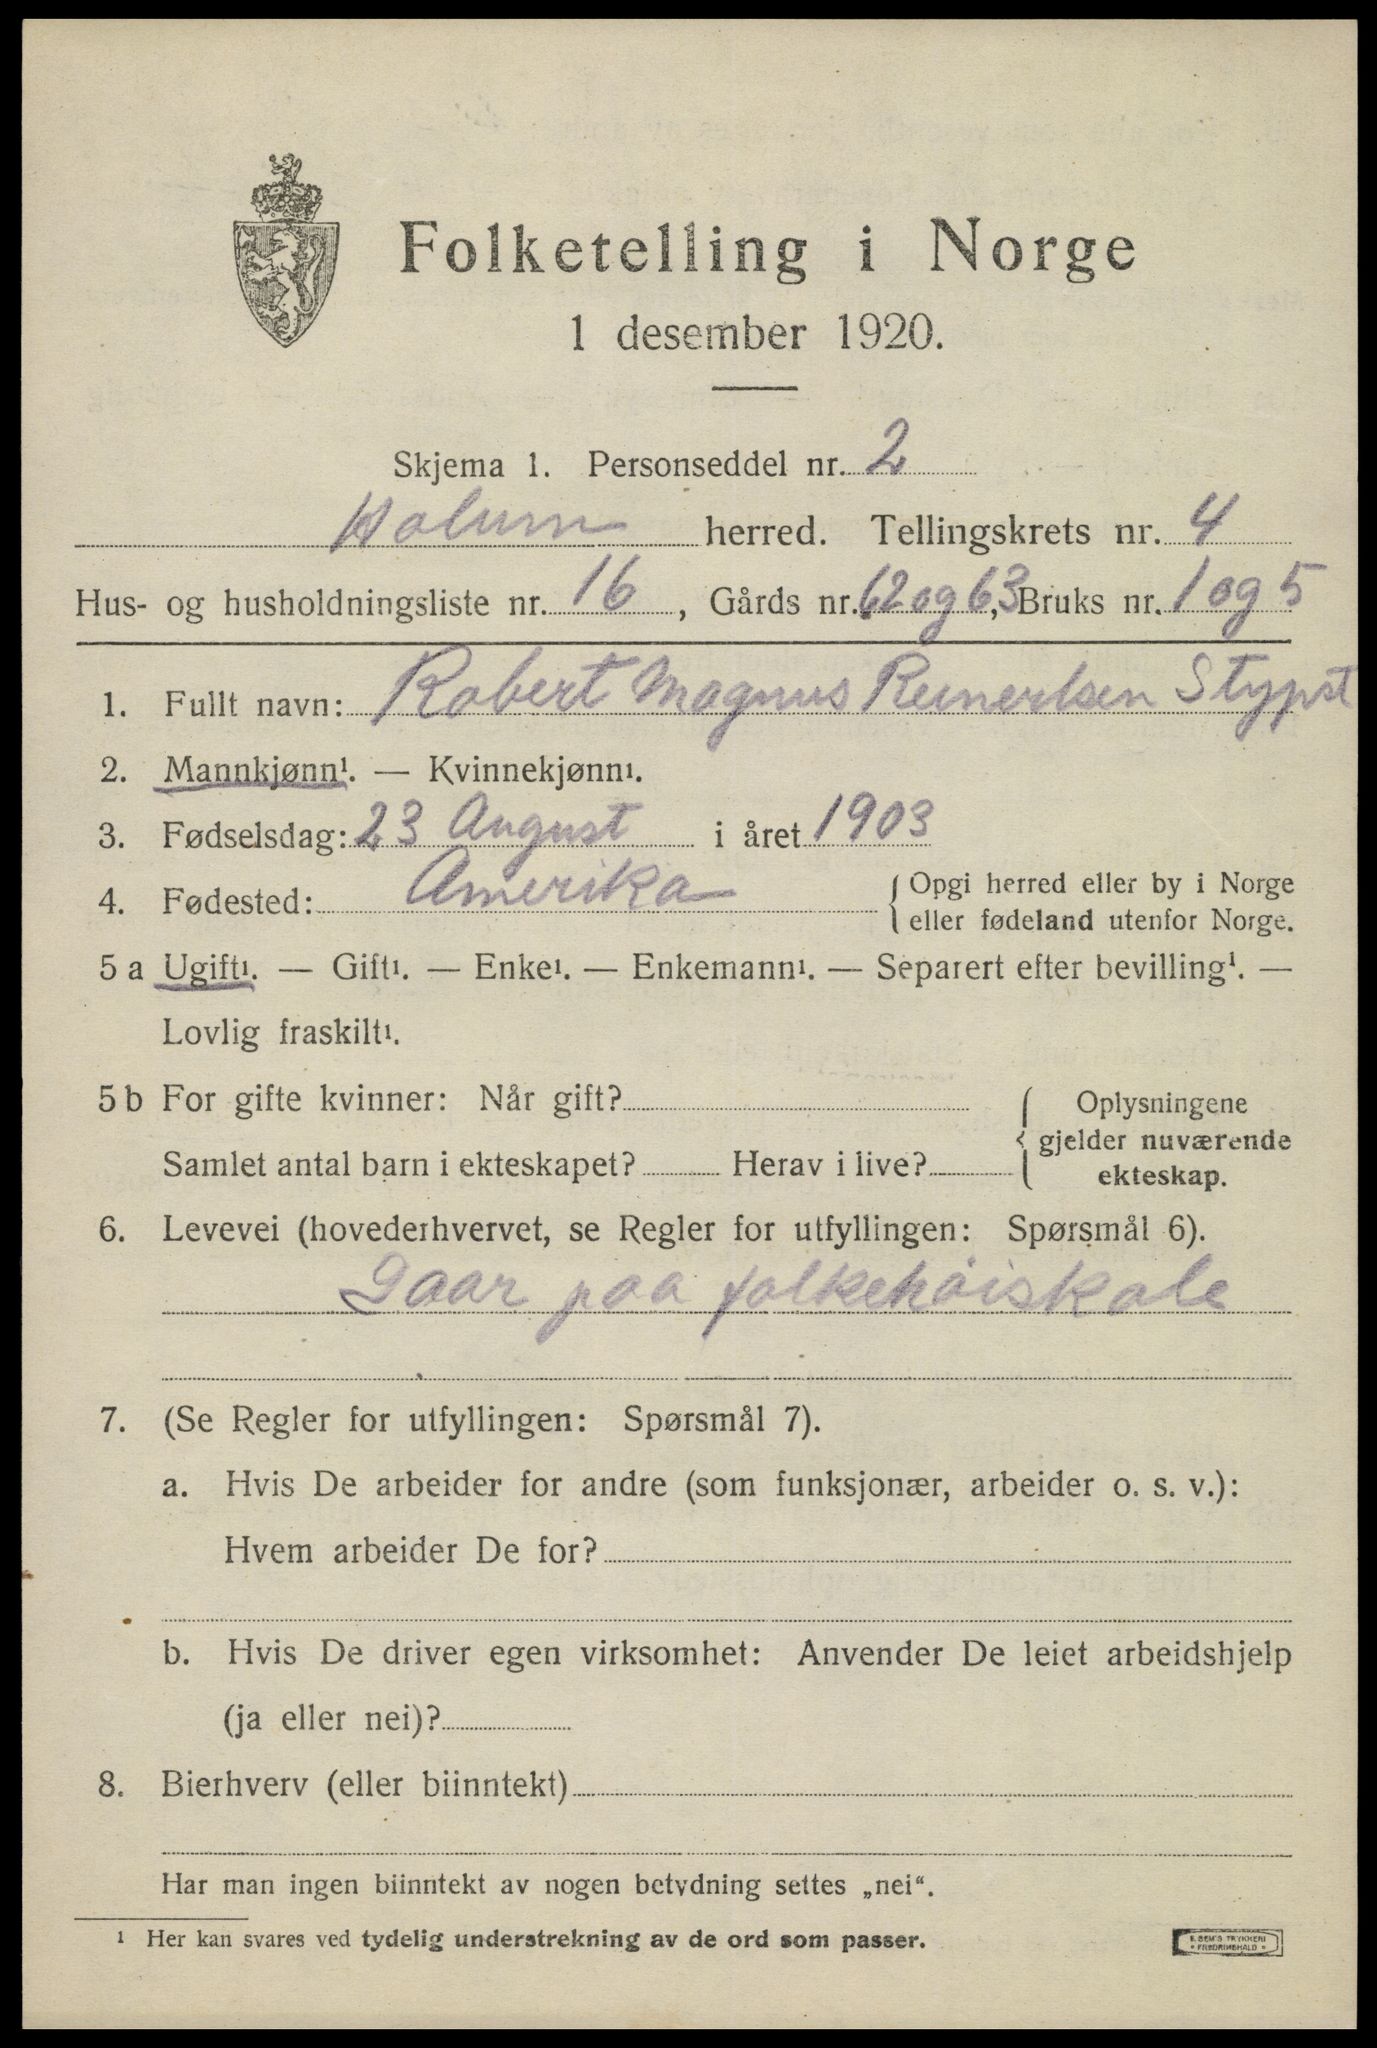 Folketelling i Norge
1 desember 1920.
Skjema 1. Personseddel nr. 2
Holum herred. Tellingskrets nr. 4
Hus- og husholdningsliste nr. 16, Gårds nr. 62 og 63, Bruks nr. 1 og 5
1. Fullt navn: Robert Magnus Reinertsen Stypst
2. Mannkjønn¹. — Kvinnekjønn¹.
3. Fødselsdag: 23 August i året 1903
4. Fødested: Amerika { Opgi herred eller by i Norge
eller fødeland utenfor Norge.
5 a Ugift¹. — Gift¹. — Enke¹. — Enkemann¹. — Separert efter bevilling¹. —
Lovlig fraskilt¹.
5 b For gifte kvinner: Når gift? { Oplysningene
gjelder nuværende
Samlet antal barn i ekteskapet? Herav i live? ekteskap.
6. Levevei (hovederhvervet, se Regler for utfyllingen: Spørsmål 6).
Gaar paa folkehøiskole
7. (Se Regler for utfyllingen: Spørsmål 7).
a. Hvis De arbeider for andre (som funksjonær, arbeider o. s. v.):
Hvem arbeider De for?
b. Hvis De driver egen virksomhet: Anvender De leiet arbeidshjelp
(ja eller nei)?
8. Bierhverv (eller biinntekt)
Har man ingen biinntekt av nogen betydning settes „nei“.
¹ Her kan svares ved tydelig understrekning av de ord som passer.
E. SEM'S TRYKKERI
• FREDRIKSHALD •